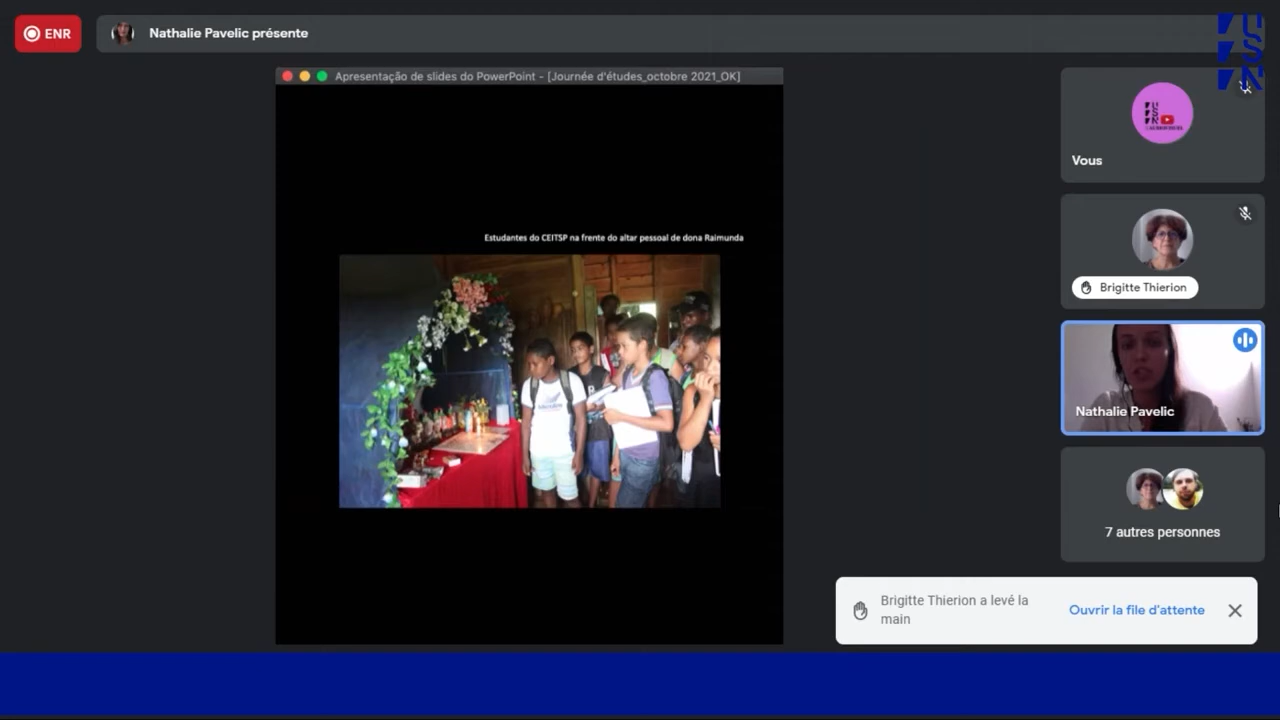 ENR
Nathalie Pavelic présente
USN
Apresentação de slides do PowerPoint - [Journée d'études_octobre 2021_OK]
Estudantes do CEITSP na frente do altar pessoal de dona Raimunda
Vous
Brigitte Thierion
Nathalie Pavelic
7 autres personnes
Brigitte Thierion a levé la
main
Ouvrir la file d'attente